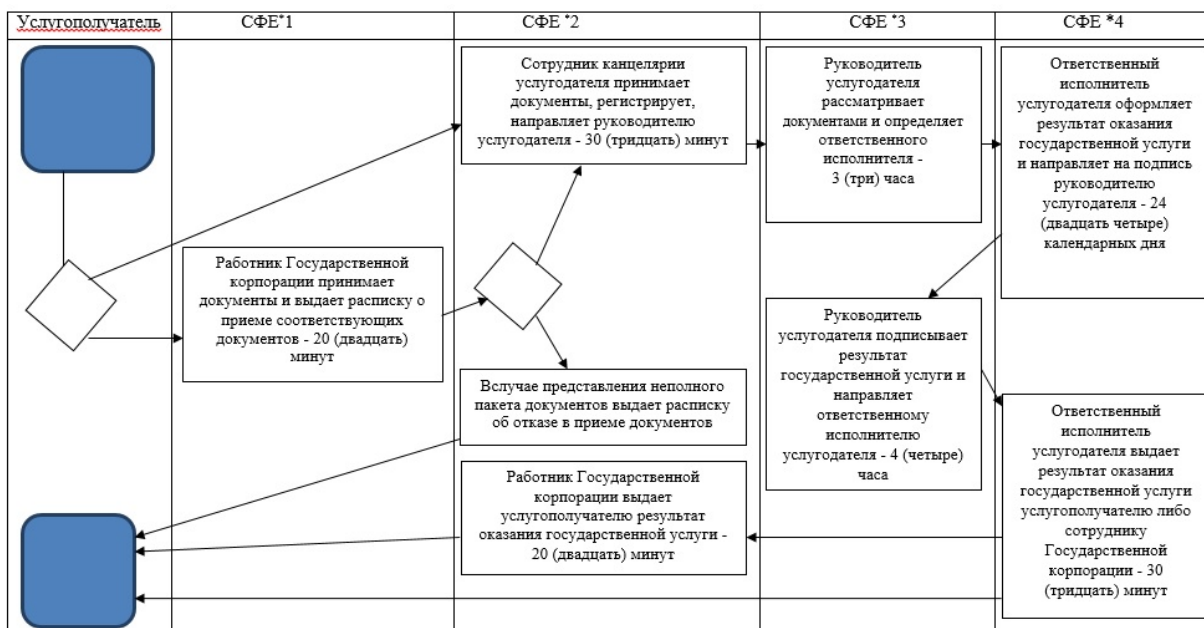 Услугополучатель
СФЕ*1
СФЕ *2
СФЕ *3
СФЕ *4
Сотрудник канцелярии
услугодателя принимает
документы, регистрирует,
направляет руководителю
услугодателя - 30 (тридцать) минут
Руководитель
услугодателя
рассматривает
документами и определяет
ответственного
исполнителя -
3 (три) часа
Ответственный
исполнитель
услугодателя оформляет
результат оказания
государственной услуги
и направляет на подпись
руководителю
услугодателя - 24
(двадцать четыре)
календарных дня
Работник Государственной
корпорации принимает
документы и выдает расписку о
приеме соответствующих
документов - 20 (двадцать)
минут
Вслучае представления неполного
пакета документов выдает расписку
об отказе в приеме документов
Руководитель
услугодателя подписывает
результат
государственной услуги и
направляет
ответственному
исполнителю
услугодателя - 4 (четыре)
часа
Работник Государственной
корпорации выдает
услугополучателю результат
оказания государственной услуги -
20 (двадцать) минут
Ответственный
исполнитель
услугодателя выдает
результат оказания
государственной услуги
услугополучателю либо
сотруднику
Государственной
корпорации - 30
(тридцать) минут